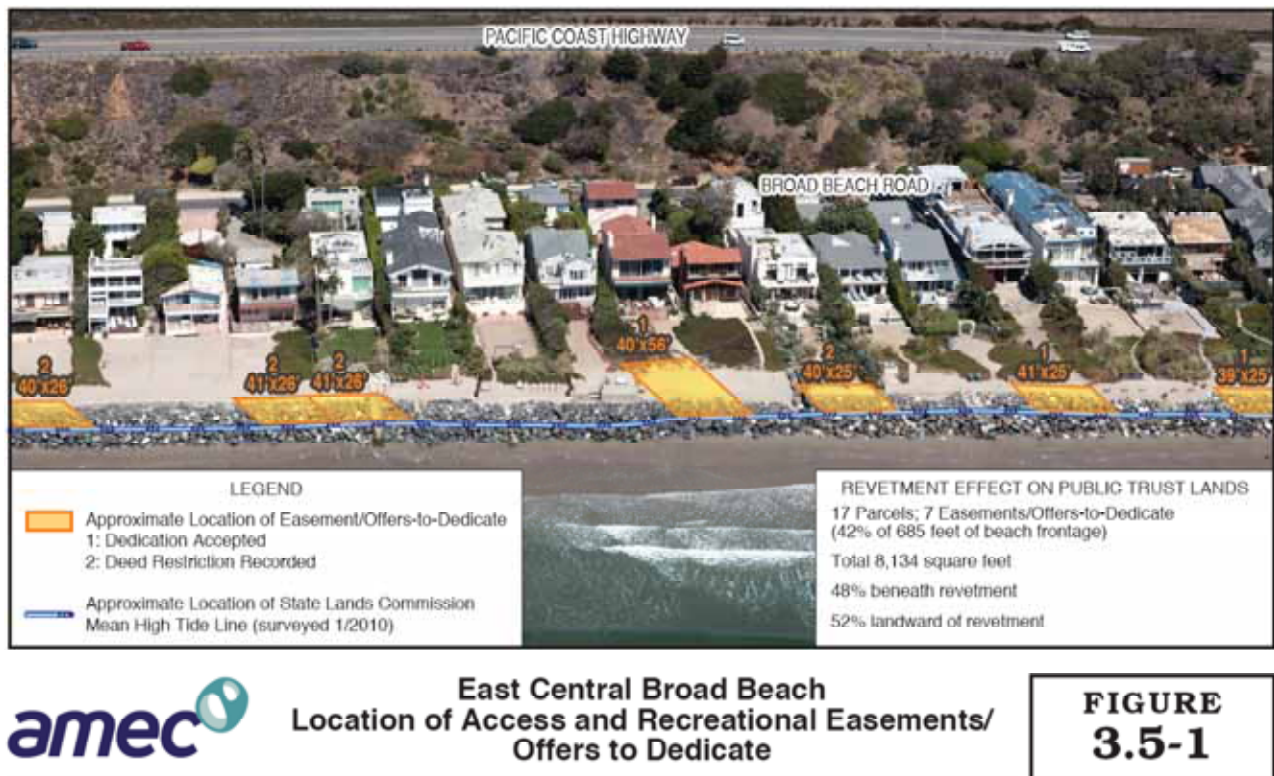 PACIFIC COAST HIGHWAY
BROAD BEACH ROAD
2
40'x26'
2
41'x26'
2
41'x26'
1
40'x56'
2
40'x25'
1
41'x25'
1
39'x25'
LEGEND
Approximate Location of Easement/Offers-to-Dedicate
1: Dedication Accepted
2: Deed Restriction Recorded
Approximate Location of State Lands Commission
Mean High Tide Line (surveyed 1/2010)
REVETMENT EFFECT ON PUBLIC TRUST LANDS
17 Parcels; 7 Easements/Offers-to-Dedicate
(42% of 685 feet of beach frontage)
Total 8,134 square feet
48% beneath revetment
52% landward of revetment
amec
East Central Broad Beach
Location of Access and Recreational Easements/
Offers to Dedicate
FIGURE
3.5-1